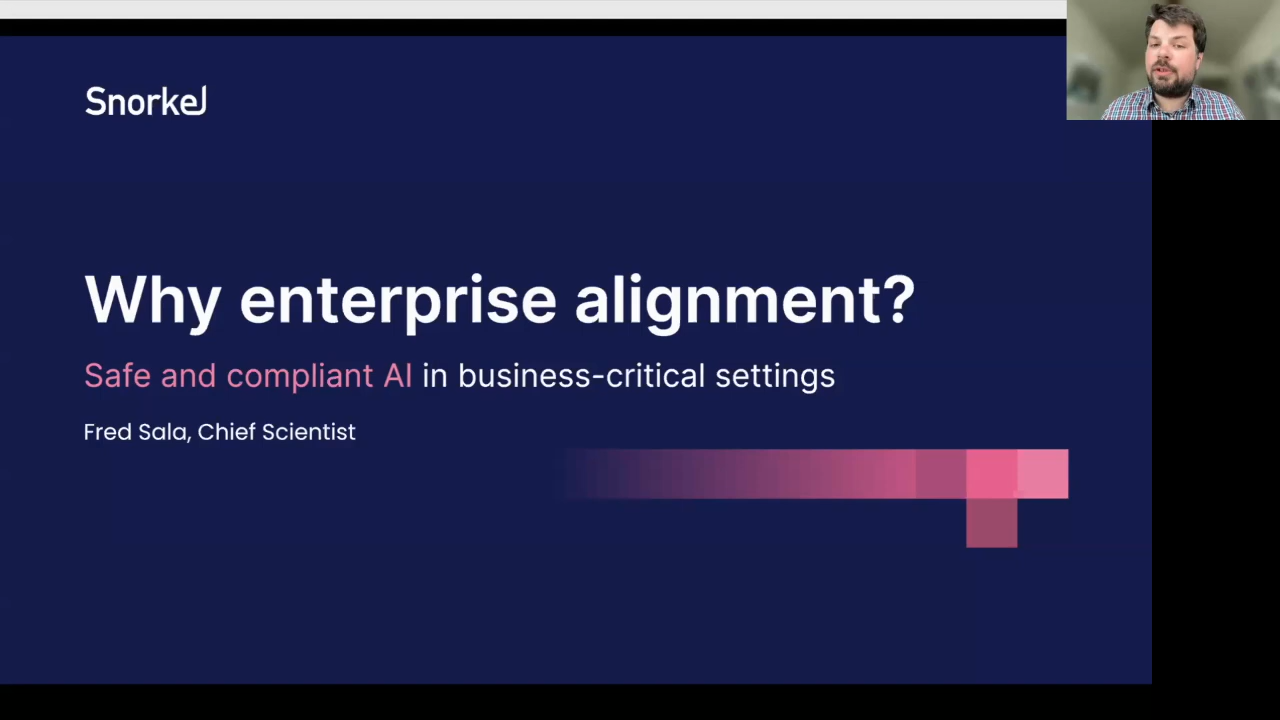 Snorkel
Why enterprise alignment?
Safe and compliant AI in business-critical settings
Fred Sala, Chief Scientist